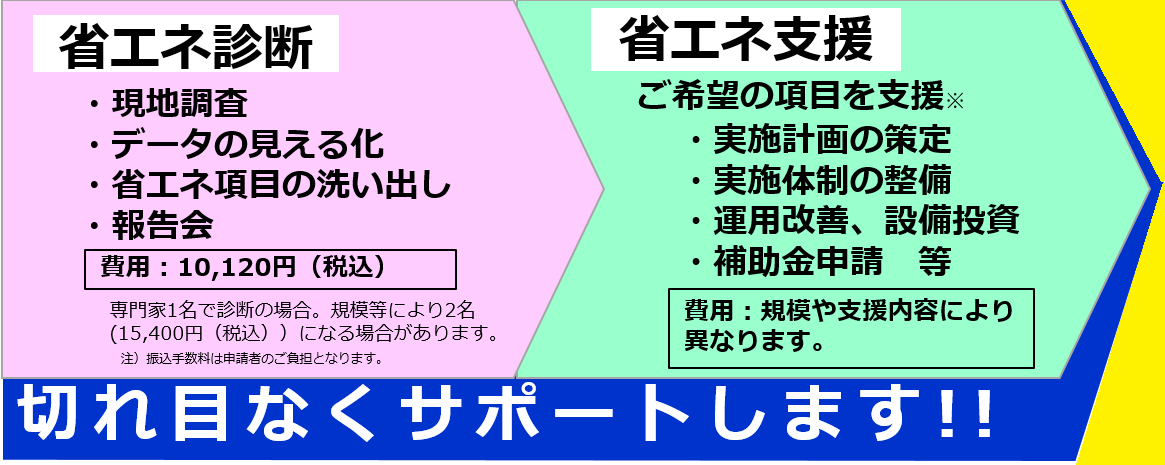 省エネ診断
・現地調査
・データの見える化
・省エネ項目の洗い出し
・報告会
費用：10,120円（税込）
専門家1名で診断の場合。規模等により2名
(15,400円（税込））になる場合があります。
注）振込手数料は申請者のご負担となります。
省エネ支援
ご希望の項目を支援※
・実施計画の策定
・実施体制の整備
・運用改善、設備投資
・補助金申請　等
費用：規模や支援内容により
異なります。
切れ目なくサポートします!!